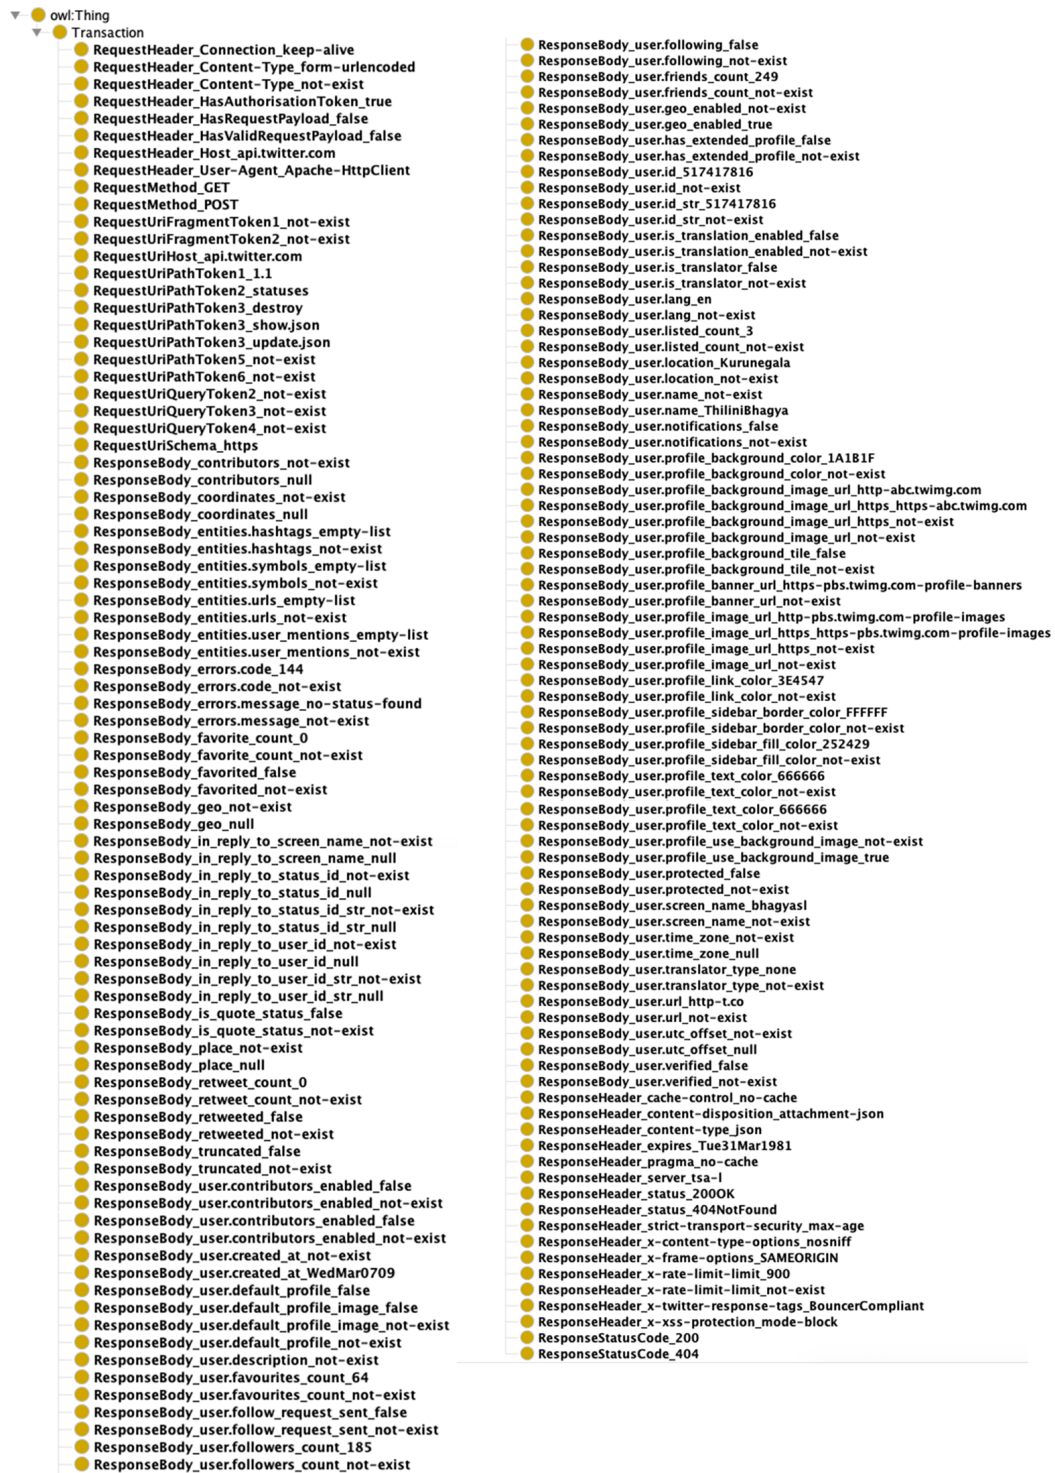 owl:Thing
Transaction
RequestHeader_Connection_keep-alive
RequestHeader_Content-Type_form-urlencoded
RequestHeader_Content-Type_not-exist
RequestHeader_HasAuthorisationToken_true
RequestHeader_HasRequestPayload_false
RequestHeader_HasValidRequestPayload_false
RequestHeader_Host_api.twitter.com
RequestHeader_User-Agent_Apache-HttpClient
RequestMethod_GET
RequestMethod_POST
RequestUriFragmentToken1_not-exist
RequestUriFragmentToken2_not-exist
RequestUriHost_api.twitter.com
RequestUriPathToken1_1.1
RequestUriPathToken2_statuses
RequestUriPathToken3_destroy
RequestUriPathToken3_show.json
RequestUriPathToken3_update.json
RequestUriPathToken5_not-exist
RequestUriPathToken6_not-exist
RequestUriQueryToken2_not-exist
RequestUriQueryToken3_not-exist
RequestUriQueryToken4_not-exist
RequestUriSchema_https
ResponseBody_contributors_not-exist
ResponseBody_contributors_null
ResponseBody_coordinates_not-exist
ResponseBody_coordinates_null
ResponseBody_entities.hashtags_empty-list
ResponseBody_entities.hashtags_not-exist
ResponseBody_entities.symbols_empty-list
ResponseBody_entities.symbols_not-exist
ResponseBody_entities.urls_empty-list
ResponseBody_entities.urls_not-exist
ResponseBody_entities.user_mentions_empty-list
ResponseBody_entities.user_mentions_not-exist
ResponseBody_errors.code_144
ResponseBody_errors.code_not-exist
ResponseBody_errors.message_no-status-found
ResponseBody_errors.message_not-exist
ResponseBody_favorite_count_0
ResponseBody_favorite_count_not-exist
ResponseBody_favorited_false
ResponseBody_favorited_not-exist
ResponseBody_geo_not-exist
ResponseBody_geo_null
ResponseBody_in_reply_to_screen_name_not-exist
ResponseBody_in_reply_to_screen_name_null
ResponseBody_in_reply_to_status_id_not-exist
ResponseBody_in_reply_to_status_id_null
ResponseBody_in_reply_to_status_id_str_not-exist
ResponseBody_in_reply_to_status_id_str_null
ResponseBody_in_reply_to_user_id_not-exist
ResponseBody_in_reply_to_user_id_null
ResponseBody_in_reply_to_user_id_str_not-exist
ResponseBody_in_reply_to_user_id_str_null
ResponseBody_is_quote_status_false
ResponseBody_is_quote_status_not-exist
ResponseBody_place_not-exist
ResponseBody_place_null
ResponseBody_retweet_count_0
ResponseBody_retweet_count_not-exist
ResponseBody_retweeted_false
ResponseBody_retweeted_not-exist
ResponseBody_truncated_false
ResponseBody_truncated_not-exist
ResponseBody_user.contributors_enabled_false
ResponseBody_user.contributors_enabled_not-exist
ResponseBody_user.contributors_enabled_false
ResponseBody_user.contributors_enabled_not-exist
ResponseBody_user.created_at_not-exist
ResponseBody_user.created_at_WedMar0709
ResponseBody_user.default_profile_false
ResponseBody_user.default_profile_image_false
ResponseBody_user.default_profile_image_not-exist
ResponseBody_user.default_profile_not-exist
ResponseBody_user.description_not-exist
ResponseBody_user.favourites_count_64
ResponseBody_user.favourites_count_not-exist
ResponseBody_user.follow_request_sent_false
ResponseBody_user.follow_request_sent_not-exist
ResponseBody_user.followers_count_185
ResponseBody_user.followers_count_not-exist
ResponseBody_user.following_false
ResponseBody_user.following_not-exist
ResponseBody_user.friends_count_249
ResponseBody_user.friends_count_not-exist
ResponseBody_user.geo_enabled_not-exist
ResponseBody_user.geo_enabled_true
ResponseBody_user.has_extended_profile_false
ResponseBody_user.has_extended_profile_not-exist
ResponseBody_user.id_517417816
ResponseBody_user.id_not-exist
ResponseBody_user.id_str_517417816
ResponseBody_user.id_str_not-exist
ResponseBody_user.is_translation_enabled_false
ResponseBody_user.is_translation_enabled_not-exist
ResponseBody_user.is_translator_false
ResponseBody_user.is_translator_not-exist
ResponseBody_user.lang_en
ResponseBody_user.lang_not-exist
ResponseBody_user.listed_count_3
ResponseBody_user.listed_count_not-exist
ResponseBody_user.location_Kurunegala
ResponseBody_user.location_not-exist
ResponseBody_user.name_not-exist
ResponseBody_user.name_ThiliniBhagya
ResponseBody_user.notifications_false
ResponseBody_user.notifications_not-exist
ResponseBody_user.profile_background_color_1A1B1F
ResponseBody_user.profile_background_color_not-exist
ResponseBody_user.profile_background_image_url_http-abc.twimg.com
ResponseBody_user.profile_background_image_url_https_https-abc.twimg.com
ResponseBody_user.profile_background_image_url_https_not-exist
ResponseBody_user.profile_background_image_url_not-exist
ResponseBody_user.profile_background_tile_false
ResponseBody_user.profile_background_tile_not-exist
ResponseBody_user.profile_banner_url_https-pbs.twimg.com-profile-banners
ResponseBody_user.profile_banner_url_not-exist
ResponseBody_user.profile_image_url_http-pbs.twimg.com-profile-images
ResponseBody_user.profile_image_url_https_https-pbs.twimg.com-profile-images
ResponseBody_user.profile_image_url_https_not-exist
ResponseBody_user.profile_image_url_not-exist
ResponseBody_user.profile_link_color_3E4547
ResponseBody_user.profile_link_color_not-exist
ResponseBody_user.profile_sidebar_border_color_FFFFFF
ResponseBody_user.profile_sidebar_border_color_not-exist
ResponseBody_user.profile_sidebar_fill_color_252429
ResponseBody_user.profile_sidebar_fill_color_not-exist
ResponseBody_user.profile_text_color_666666
ResponseBody_user.profile_text_color_not-exist
ResponseBody_user.profile_text_color_666666
ResponseBody_user.profile_text_color_not-exist
ResponseBody_user.profile_use_background_image_not-exist
ResponseBody_user.profile_use_background_image_true
ResponseBody_user.protected_false
ResponseBody_user.protected_not-exist
ResponseBody_user.screen_name_bhagyasl
ResponseBody_user.screen_name_not-exist
ResponseBody_user.time_zone_not-exist
ResponseBody_user.time_zone_null
ResponseBody_user.translator_type_none
ResponseBody_user.translator_type_not-exist
ResponseBody_user.url_http-t.co
ResponseBody_user.url_not-exist
ResponseBody_user.utc_offset_not-exist
ResponseBody_user.utc_offset_null
ResponseBody_user.verified_false
ResponseBody_user.verified_not-exist
ResponseHeader_cache-control_no-cache
ResponseHeader_content-disposition_attachment-json
ResponseHeader_content-type_json
ResponseHeader_expires_Tue31Mar1981
ResponseHeader_pragma_no-cache
ResponseHeader_server_tsa-l
ResponseHeader_status_200OK
ResponseHeader_status_404NotFound
ResponseHeader_strict-transport-security_max-age
ResponseHeader_x-content-type-options_nosniff
ResponseHeader_x-frame-options_SAMEORIGIN
ResponseHeader_x-rate-limit-limit_900
ResponseHeader_x-rate-limit-limit_not-exist
ResponseHeader_x-twitter-response-tags_BouncerCompliant
ResponseHeader_x-xss-protection_mode-block
ResponseStatusCode_200
ResponseStatusCode_404